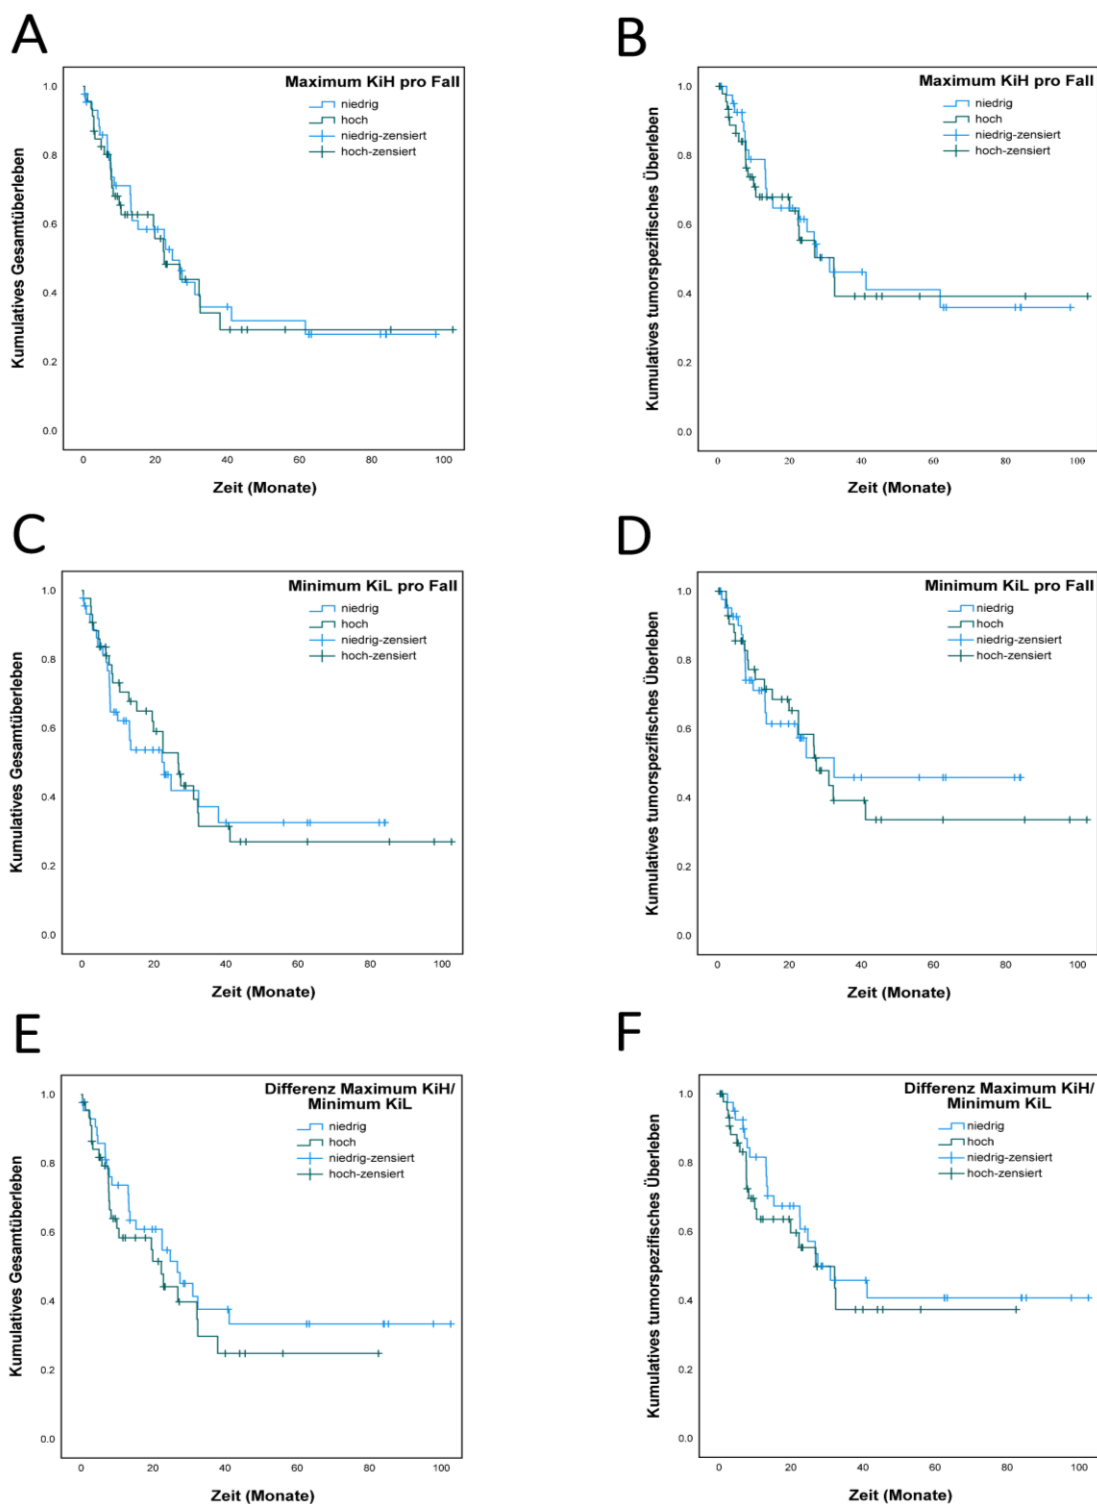 A
Maximum KiH pro Fall
niedrig
hoch
niedrig-zensiert
hoch-zensiert
Kumulatives Gesamtüberleben
1.0
0.8
0.6
0.4
0.2
0.0
0 20 40 60 80 100
Zeit (Monate)
B
Maximum KiH pro Fall
niedrig
hoch
niedrig-zensiert
hoch-zensiert
Kumulatives tumorspezifisches Überleben
1.0
0.8
0.6
0.4
0.2
0.0
0 20 40 60 80 100
Zeit (Monate)
C
Minimum KiL pro Fall
niedrig
hoch
niedrig-zensiert
hoch-zensiert
Kumulatives Gesamtüberleben
1.0
0.8
0.6
0.4
0.2
0.0
0 20 40 60 80 100
Zeit (Monate)
D
Minimum KiL pro Fall
niedrig
hoch
niedrig-zensiert
hoch-zensiert
Kumulatives tumorspezifisches Überleben
1.0
0.8
0.6
0.4
0.2
0.0
0 20 40 60 80 100
Zeit (Monate)
E
Differenz Maximum KiH/
Minimum KiL
niedrig
hoch
niedrig-zensiert
hoch-zensiert
Kumulatives Gesamtüberleben
1.0
0.8
0.6
0.4
0.2
0.0
0 20 40 60 80 100
Zeit (Monate)
F
Differenz Maximum KiH/
Minimum KiL
niedrig
hoch
niedrig-zensiert
hoch-zensiert
Kumulatives tumorspezifisches Überleben
1.0
0.8
0.6
0.4
0.2
0.0
0 20 40 60 80 100
Zeit (Monate)